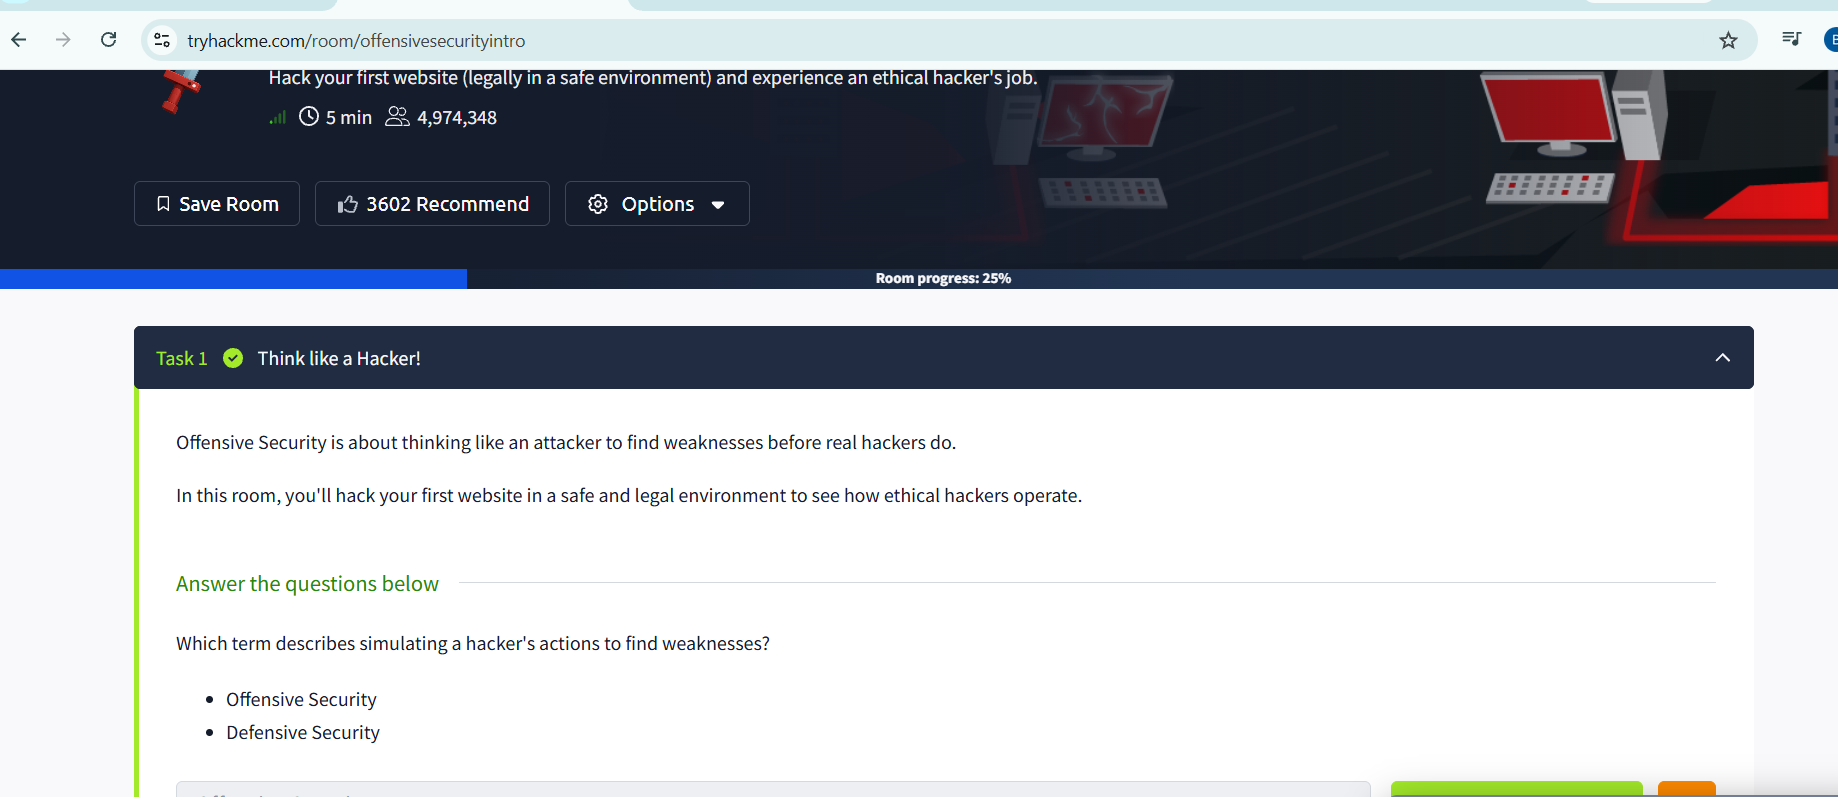 tryhackme.com/room/offensivesecurityintro
Hack your first website (legally in a safe environment) and experience an ethical hacker's job.
5 min 4,974,348
Save Room 3602 Recommend Options
Room progress: 25%
Task 1 Think like a Hacker!
Offensive Security is about thinking like an attacker to find weaknesses before real hackers do.
In this room, you'll hack your first website in a safe and legal environment to see how ethical hackers operate.
Answer the questions below
Which term describes simulating a hacker's actions to find weaknesses?
Offensive Security
Defensive Security